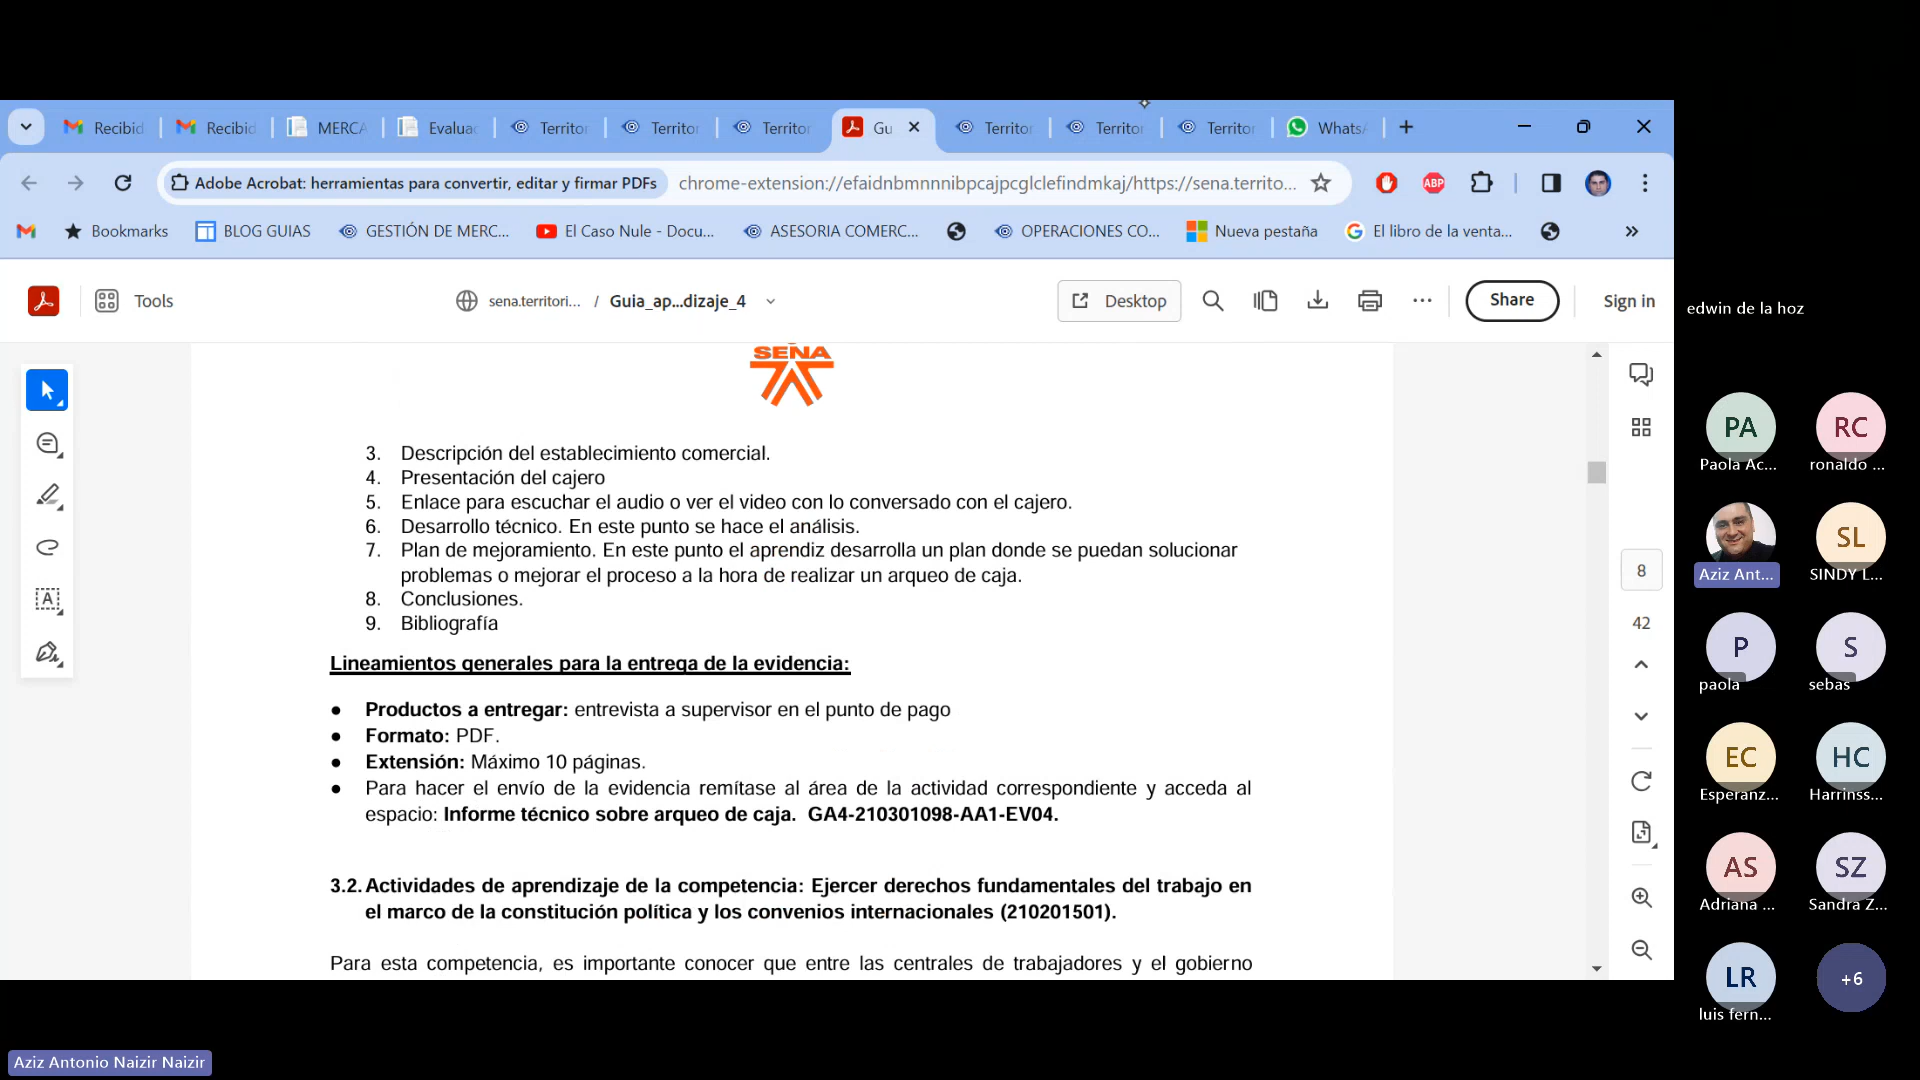 Recibid
Recibid
MERCA
Evalua
Territor
Territor
Territor
Gu
Territor
Territor
Territor
WhatsA
Adobe Acrobat: herramientas para convertir, editar y firmar PDFs
chrome-extension://efaidnbmnnnibpcajpcglclefindmkaj/https://sena.territo...
ABP
Bookmarks
BLOG GUIAS
GESTIÓN DE MERC...
El Caso Nule - Docu...
ASESORIA COMERC...
OPERACIONES CO...
Nueva pestaña
El libro de la venta...
»
Tools
sena.territori... / Guia_ap...dizaje_4
Desktop
Share
Sign in
SENA
3. Descripción del establecimiento comercial.
4. Presentación del cajero
5. Enlace para escuchar el audio o ver el video con lo conversado con el cajero.
6. Desarrollo técnico. En este punto se hace el análisis.
7. Plan de mejoramiento. En este punto el aprendiz desarrolla un plan donde se puedan solucionar
problemas o mejorar el proceso a la hora de realizar un arqueo de caja.
8. Conclusiones.
9. Bibliografía
Lineamientos generales para la entrega de la evidencia:
● Productos a entregar: entrevista a supervisor en el punto de pago
● Formato: PDF.
● Extensión: Máximo 10 páginas.
● Para hacer el envío de la evidencia remítase al área de la actividad correspondiente y acceda al
espacio: Informe técnico sobre arqueo de caja. GA4-210301098-AA1-EV04.
3.2. Actividades de aprendizaje de la competencia: Ejercer derechos fundamentales del trabajo en
el marco de la constitución política y los convenios internacionales (210201501).
Para esta competencia, es importante conocer que entre las centrales de trabajadores y el gobierno
8
42
edwin de la hoz
PA
Paola Ac...
RC
ronaldo ...
Aziz Ant...
SL
SINDY L...
P
paola
S
sebas
EC
Esperanz...
HC
Harrinss...
AS
Adriana ...
SZ
Sandra Z...
LR
luis fern...
+6
Aziz Antonio Naizir Naizir